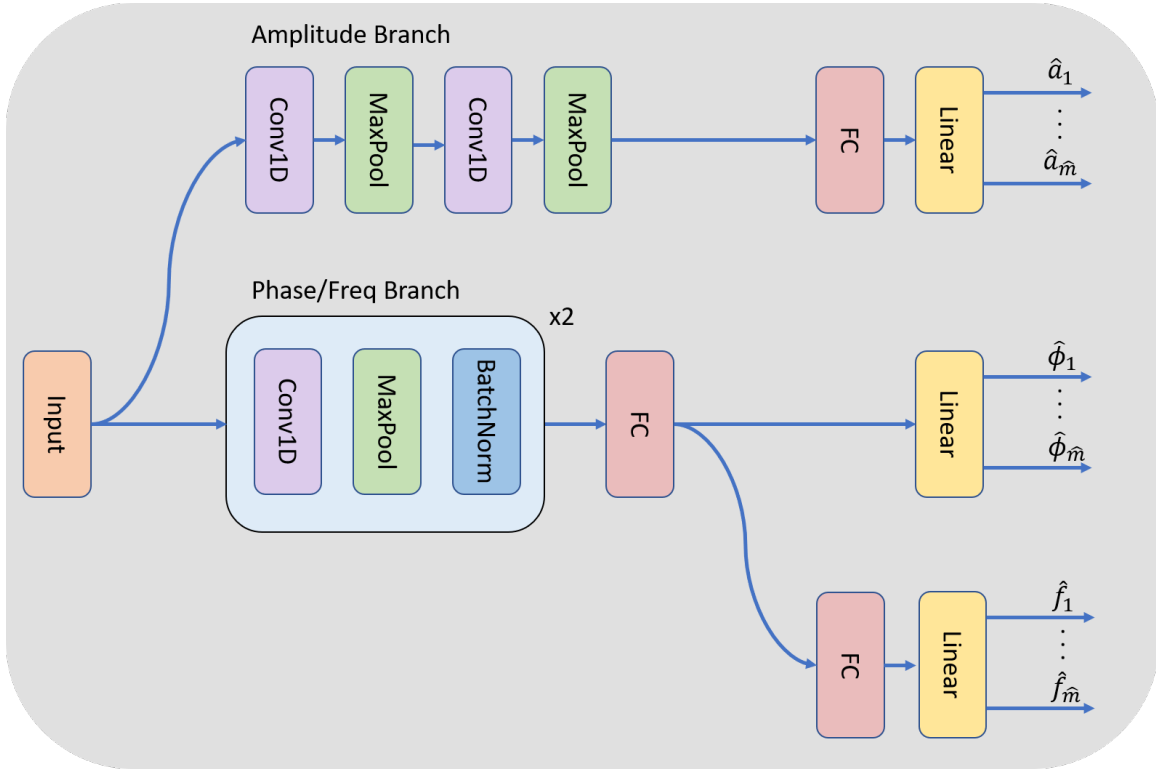 Amplitude Branch
Conv1D
MaxPool
Conv1D
MaxPool
FC
Linear
â₁
⋮
â_m̂
Input
Phase/Freq Branch
x2
Conv1D
MaxPool
BatchNorm
FC
Linear
ϕ̂₁
⋮
ϕ̂_m̂
FC
Linear
f̂₁
⋮
f̂_m̂